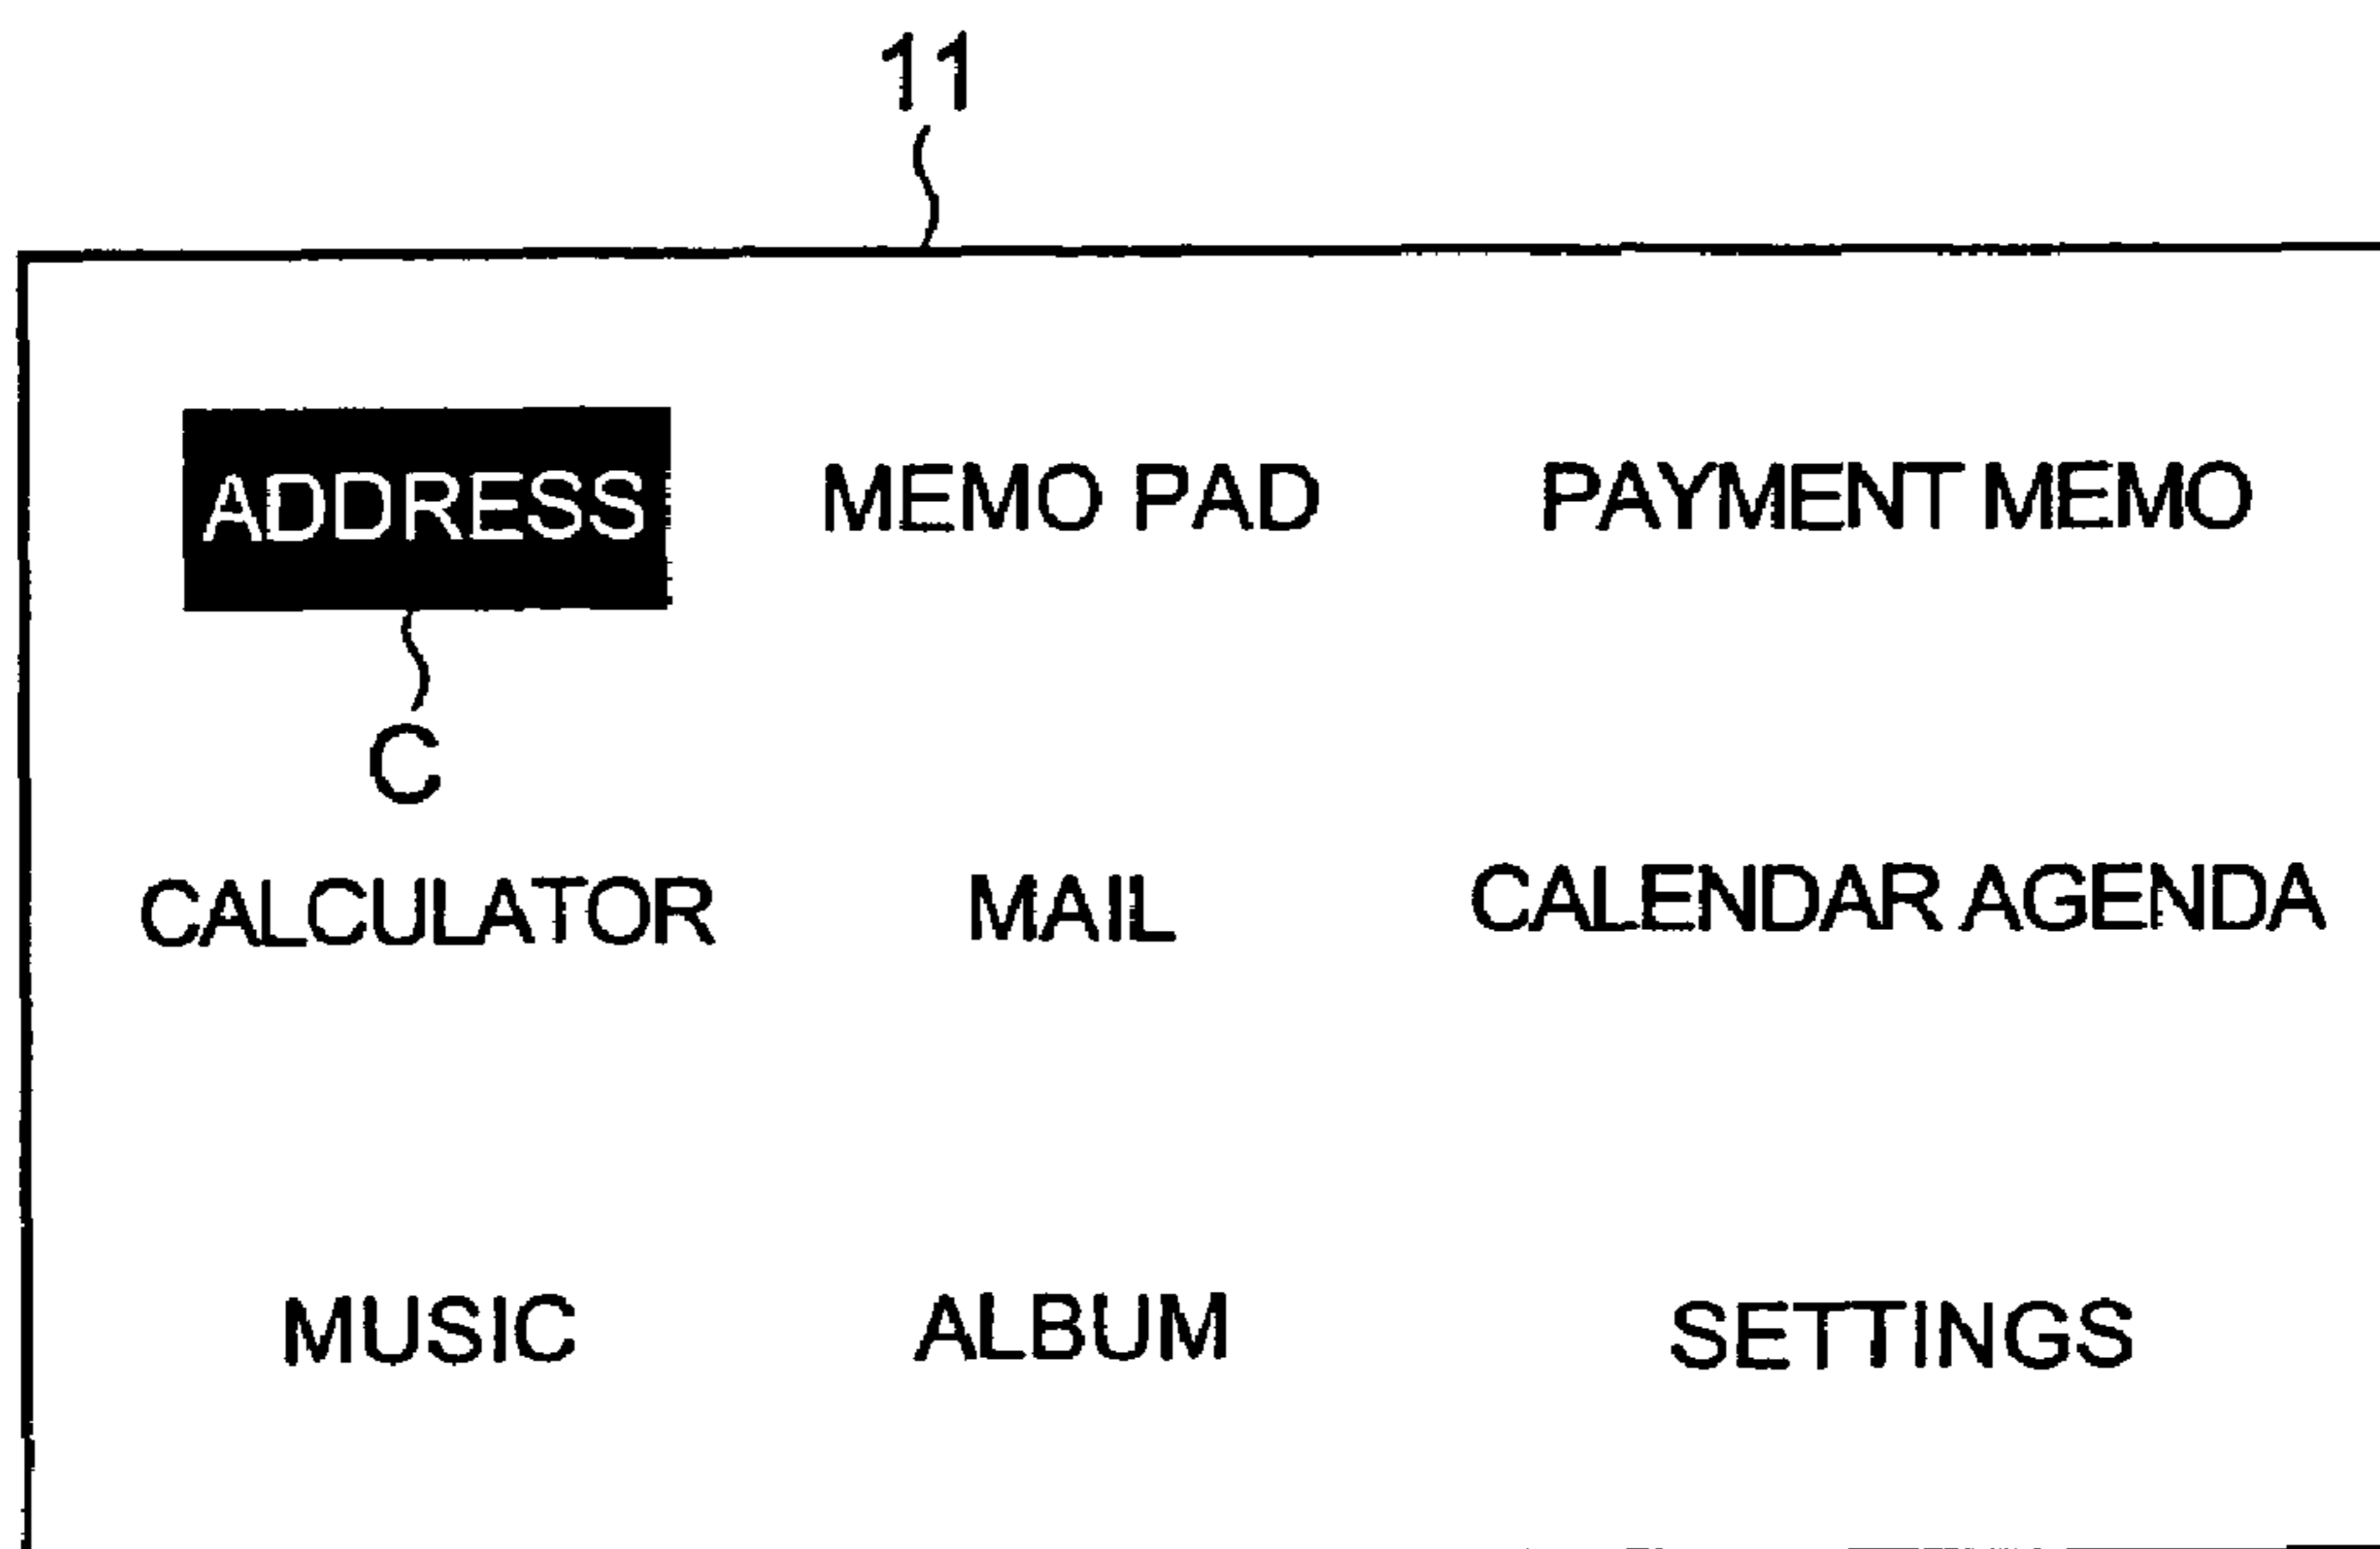 11
ADDRESS MEMO PAD PAYMENT MEMO
C
CALCULATOR MAIL CALENDAR AGENDA
MUSIC ALBUM SETTINGS